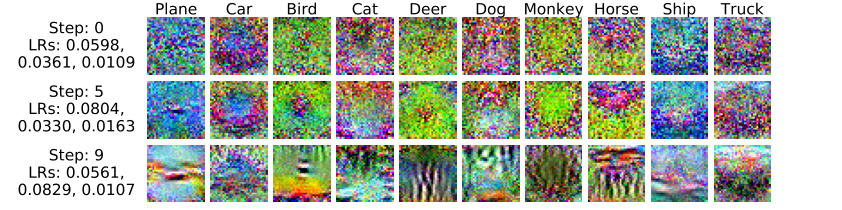 Plane Car Bird Cat Deer Dog Monkey Horse Ship Truck
Step: 0
LRs: 0.0598,
0.0361, 0.0109
Step: 5
LRs: 0.0804,
0.0330, 0.0163
Step: 9
LRs: 0.0561,
0.0829, 0.0107